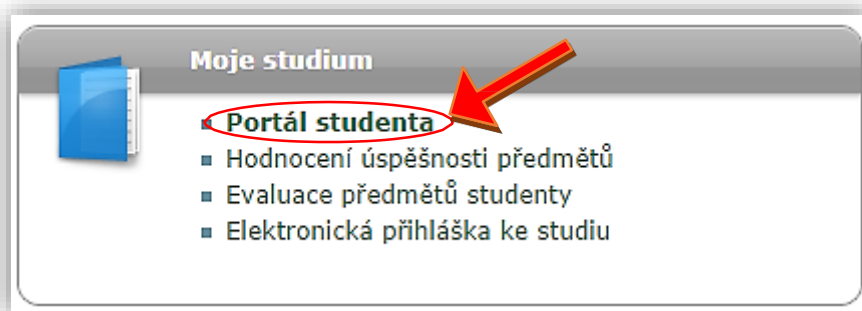 Moje studium
Portál studenta
Hodnocení úspěšnosti předmětů
Evaluace předmětů studenty
Elektronická přihláška ke studiu